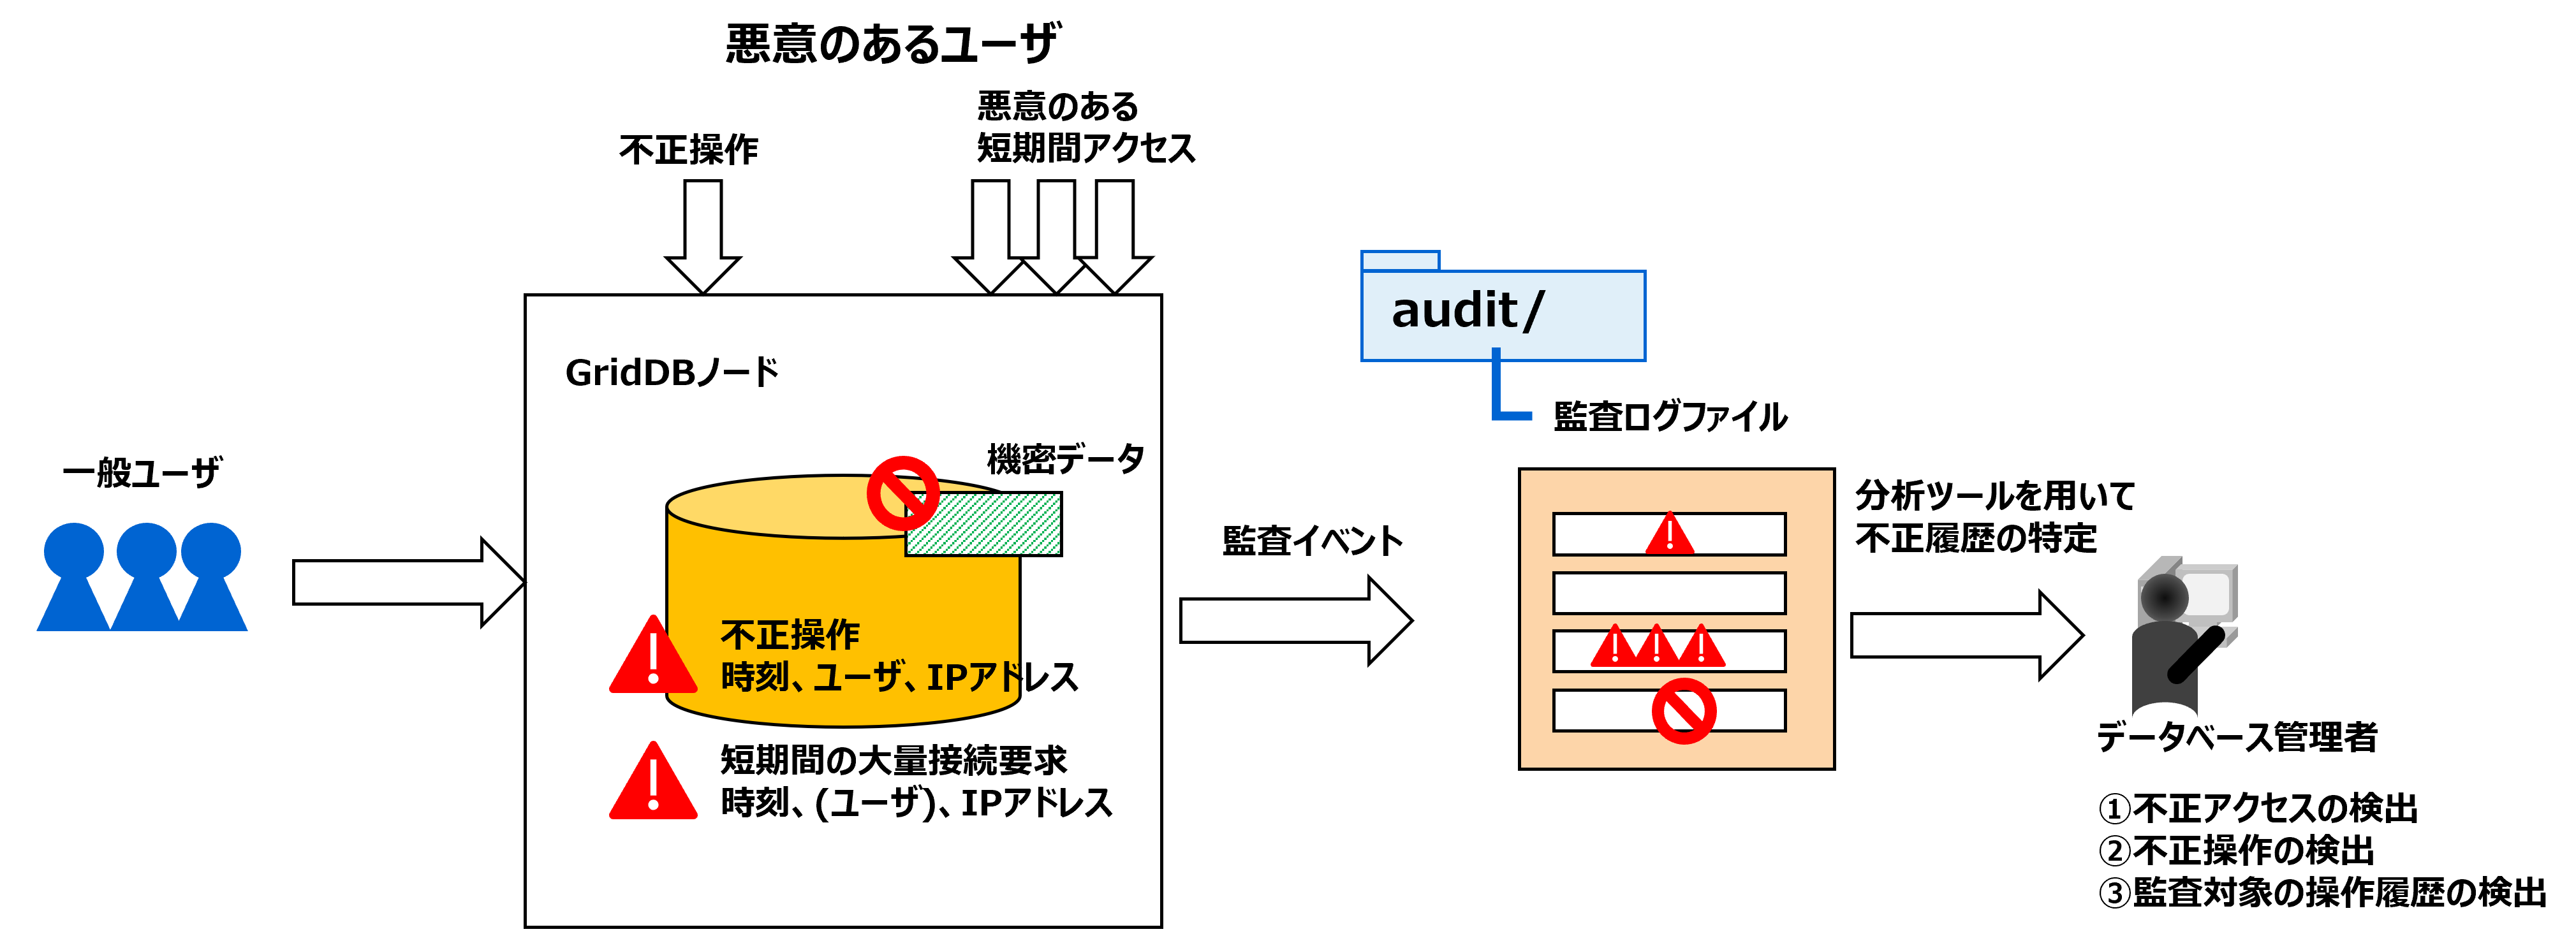 悪意のあるユーザ
不正操作
悪意のある
短期間アクセス
GridDBノード
機密データ
一般ユーザ
不正操作
時刻、ユーザ、IPアドレス
短期間の大量接続要求
時刻、(ユーザ)、IPアドレス
監査イベント
audit/
監査ログファイル
分析ツールを用いて
不正履歴の特定
データベース管理者
①不正アクセスの検出
②不正操作の検出
③監査対象の操作履歴の検出